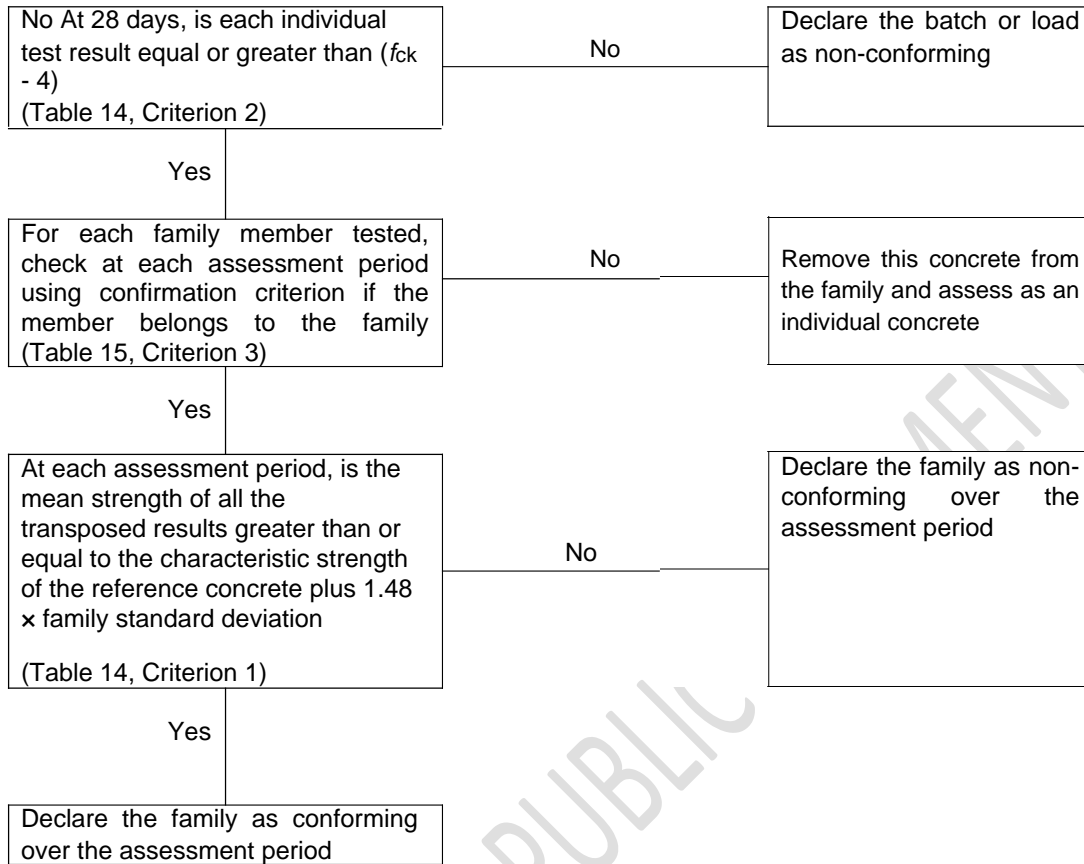 No At 28 days, is each individual
test result equal or greater than (fck
- 4)
(Table 14, Criterion 2)
No
Declare the batch or load
as non-conforming
Yes
For each family member tested,
check at each assessment period
using confirmation criterion if the
member belongs to the family
(Table 15, Criterion 3)
No
Remove this concrete from
the family and assess as an
individual concrete
Yes
At each assessment period, is the
mean strength of all the
transposed results greater than or
equal to the characteristic strength
of the reference concrete plus 1.48
× family standard deviation
(Table 14, Criterion 1)
No
Declare the family as non-
conforming over the
assessment period
Yes
Declare the family as conforming
over the assessment period
PUBLIC